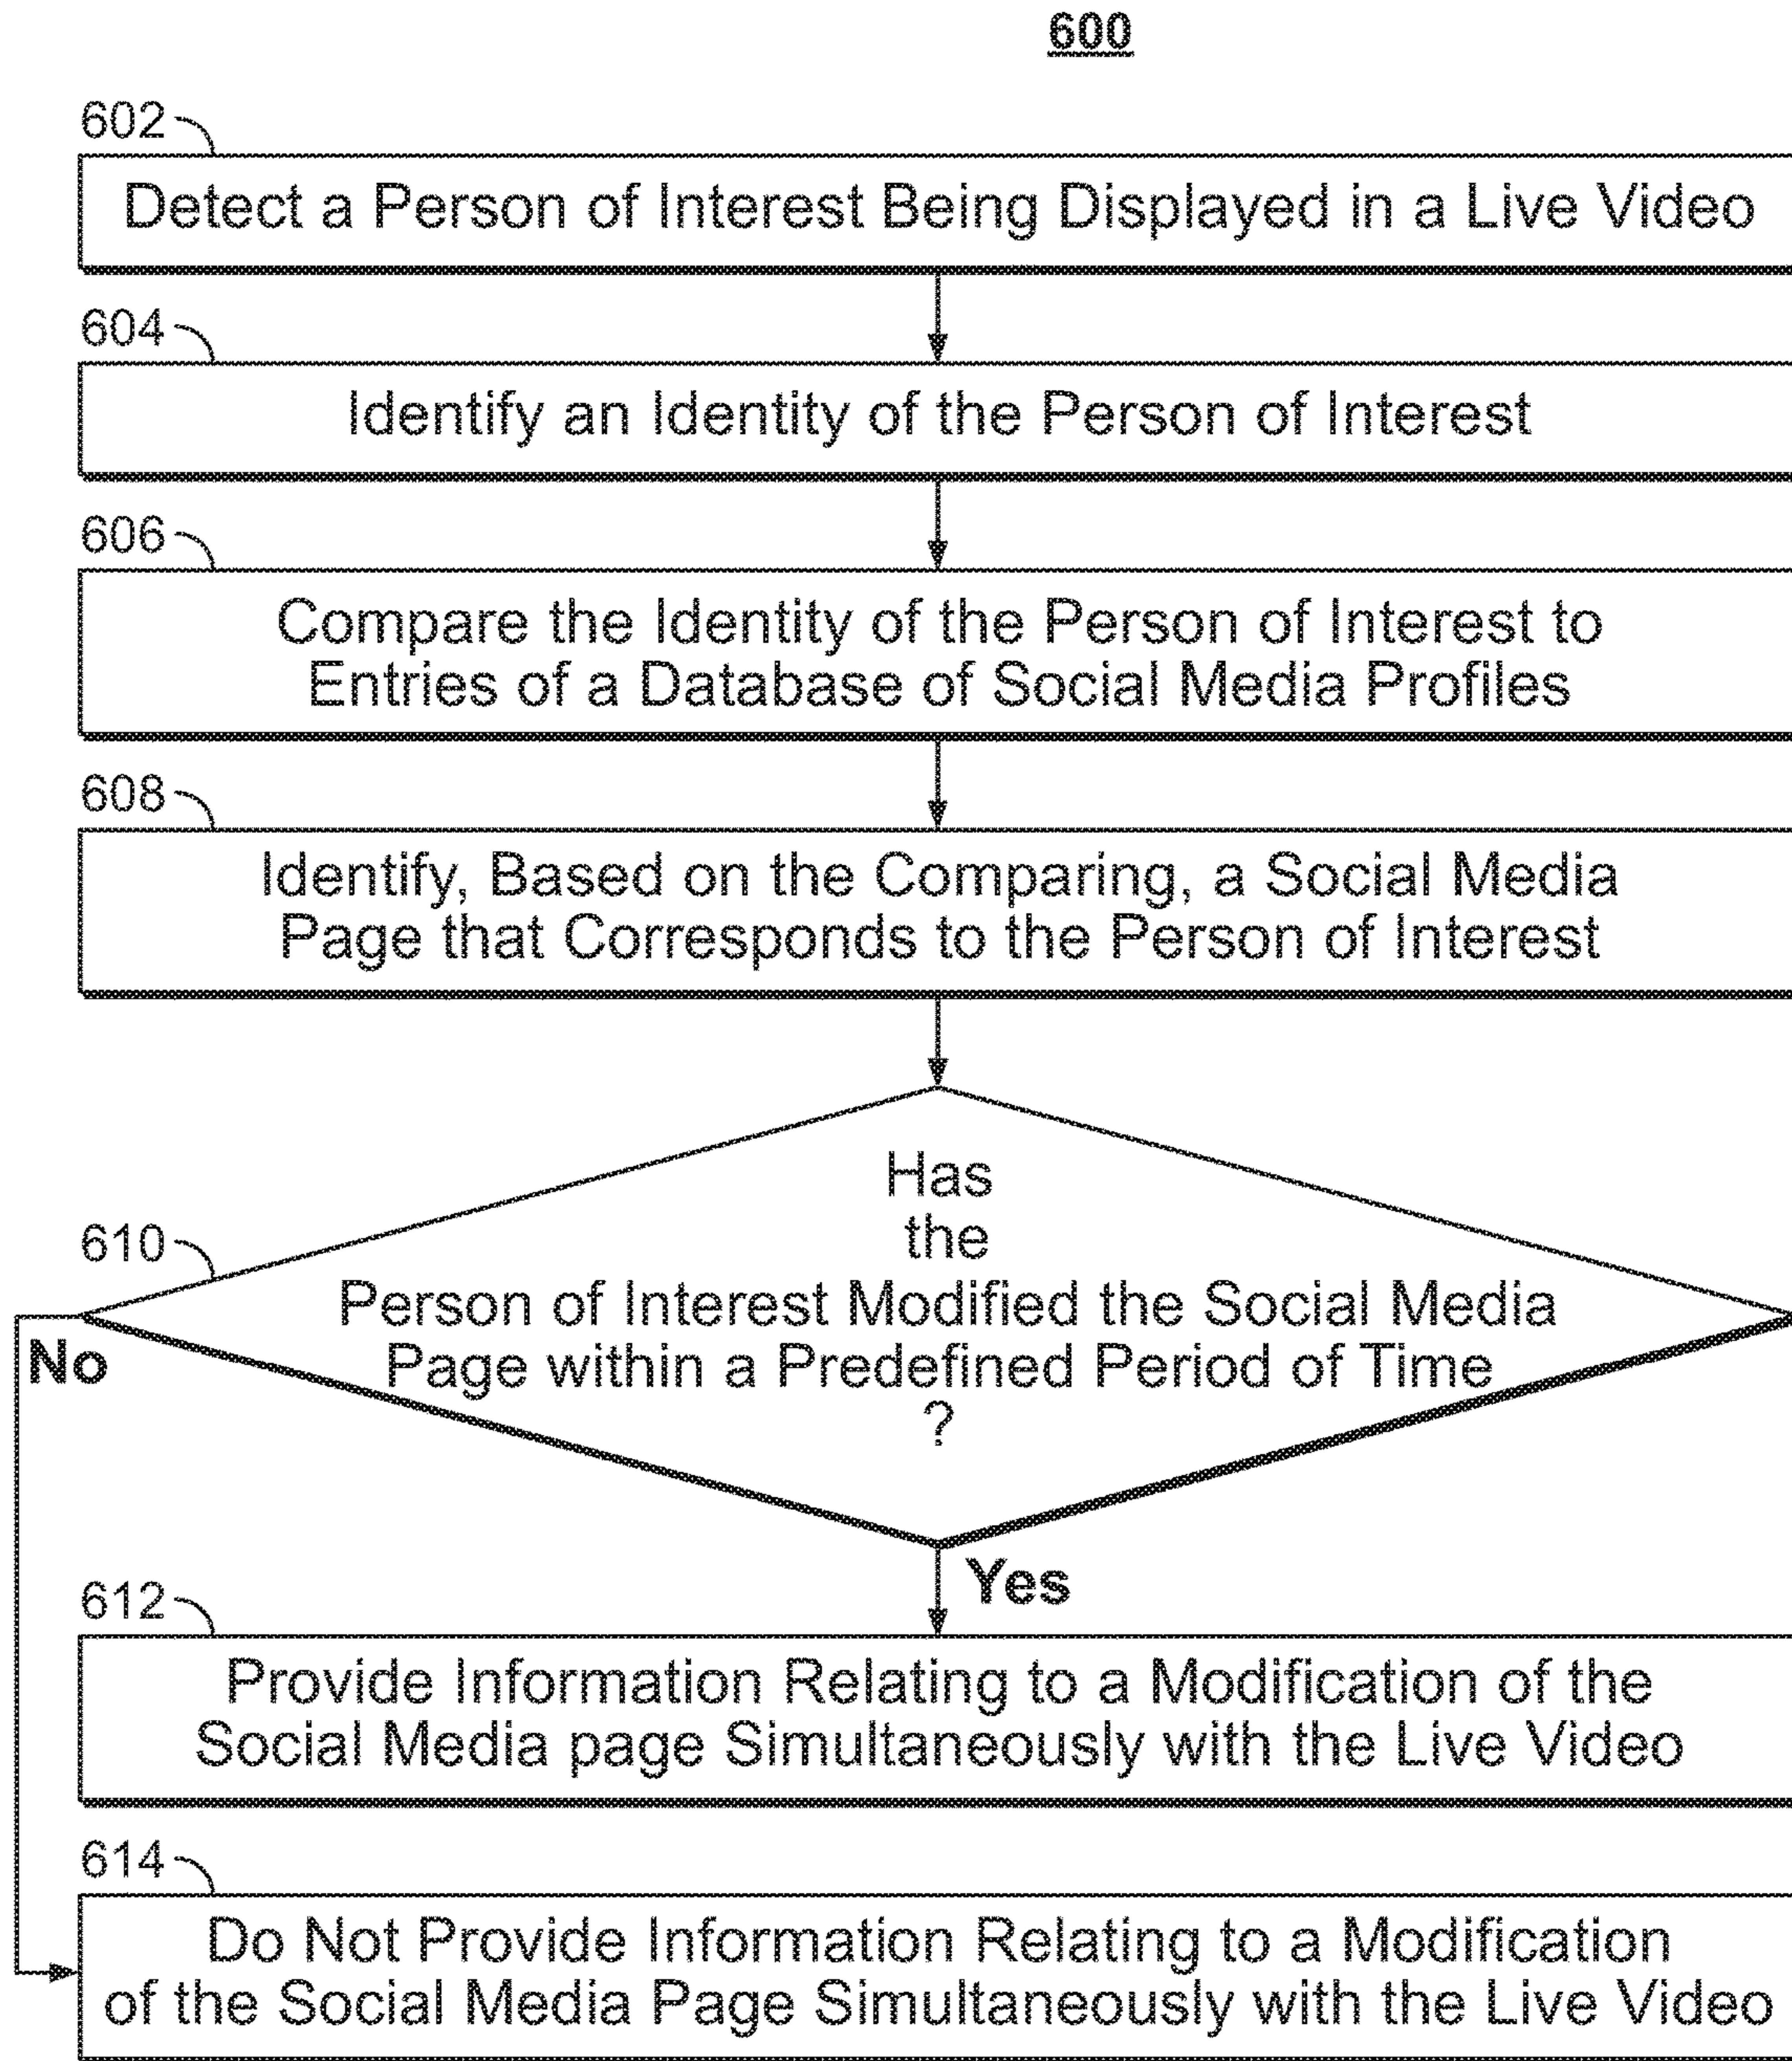 600
602
Detect a Person of Interest Being Displayed in a Live Video
604
Identify an Identity of the Person of Interest
606
Compare the Identity of the Person of Interest to
Entries of a Database of Social Media Profiles
608
Identify, Based on the Comparing, a Social Media
Page that Corresponds to the Person of Interest
610
Has
the
Person of Interest Modified the Social Media
Page within a Predefined Period of Time
?
No
Yes
612
Provide Information Relating to a Modification of the
Social Media page Simultaneously with the Live Video
614
Do Not Provide Information Relating to a Modification
of the Social Media Page Simultaneously with the Live Video